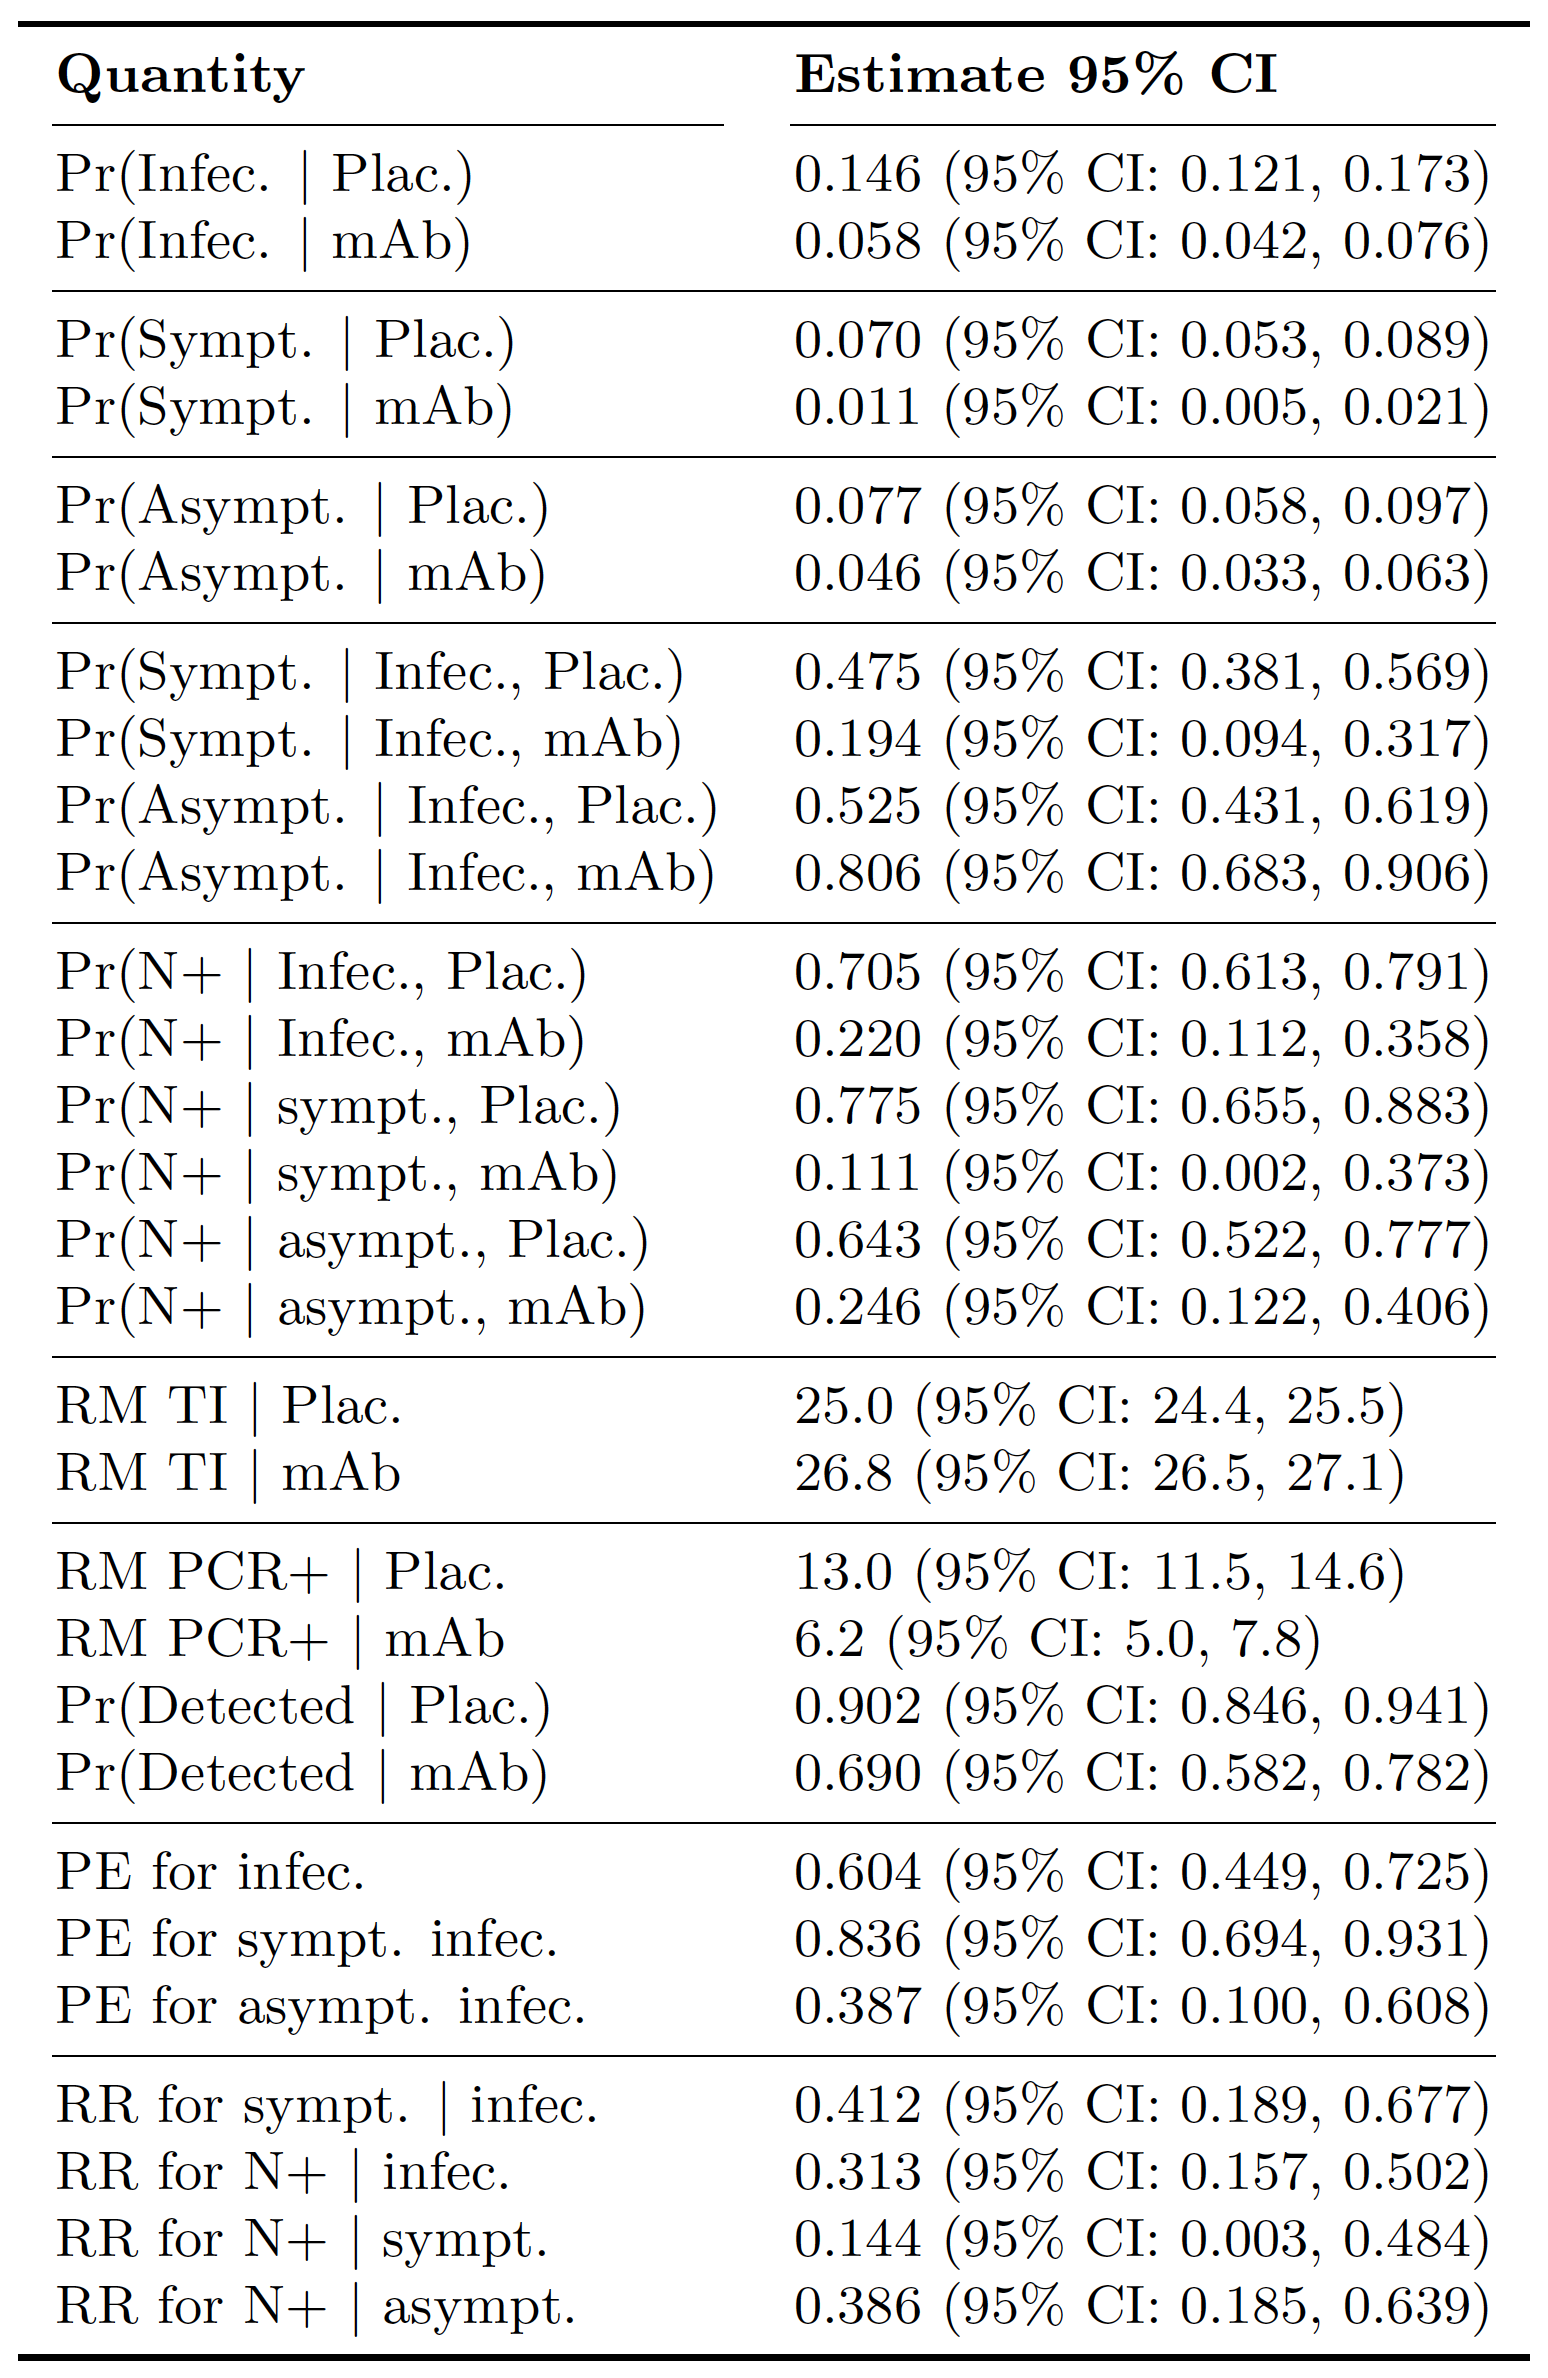 Quantity Estimate 95% CI
Pr(Infec. | Plac.) 0.146 (95% CI: 0.121, 0.173)
Pr(Infec. | mAb) 0.058 (95% CI: 0.042, 0.076)
Pr(Sympt. | Plac.) 0.070 (95% CI: 0.053, 0.089)
Pr(Sympt. | mAb) 0.011 (95% CI: 0.005, 0.021)
Pr(Asympt. | Plac.) 0.077 (95% CI: 0.058, 0.097)
Pr(Asympt. | mAb) 0.046 (95% CI: 0.033, 0.063)
Pr(Sympt. | Infec., Plac.) 0.475 (95% CI: 0.381, 0.569)
Pr(Sympt. | Infec., mAb) 0.194 (95% CI: 0.094, 0.317)
Pr(Asympt. | Infec., Plac.) 0.525 (95% CI: 0.431, 0.619)
Pr(Asympt. | Infec., mAb) 0.806 (95% CI: 0.683, 0.906)
Pr(N+ | Infec., Plac.) 0.705 (95% CI: 0.613, 0.791)
Pr(N+ | Infec., mAb) 0.220 (95% CI: 0.112, 0.358)
Pr(N+ | sympt., Plac.) 0.775 (95% CI: 0.655, 0.883)
Pr(N+ | sympt., mAb) 0.111 (95% CI: 0.002, 0.373)
Pr(N+ | asympt., Plac.) 0.643 (95% CI: 0.522, 0.777)
Pr(N+ | asympt., mAb) 0.246 (95% CI: 0.122, 0.406)
RM TI | Plac. 25.0 (95% CI: 24.4, 25.5)
RM TI | mAb 26.8 (95% CI: 26.5, 27.1)
RM PCR+ | Plac. 13.0 (95% CI: 11.5, 14.6)
RM PCR+ | mAb 6.2 (95% CI: 5.0, 7.8)
Pr(Detected | Plac.) 0.902 (95% CI: 0.846, 0.941)
Pr(Detected | mAb) 0.690 (95% CI: 0.582, 0.782)
PE for infec. 0.604 (95% CI: 0.449, 0.725)
PE for sympt. infec. 0.836 (95% CI: 0.694, 0.931)
PE for asympt. infec. 0.387 (95% CI: 0.100, 0.608)
RR for sympt. | infec. 0.412 (95% CI: 0.189, 0.677)
RR for N+ | infec. 0.313 (95% CI: 0.157, 0.502)
RR for N+ | sympt. 0.144 (95% CI: 0.003, 0.484)
RR for N+ | asympt. 0.386 (95% CI: 0.185, 0.639)